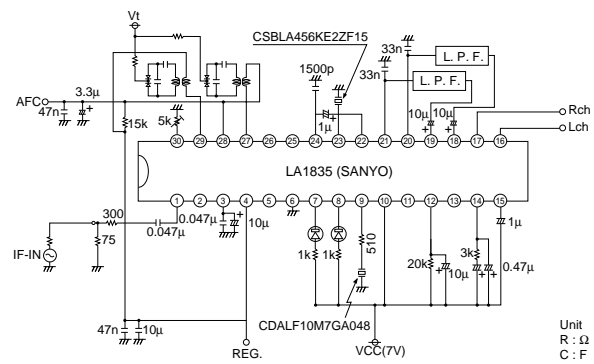 Vt
CSBLA456KE2ZF15
33n
L. P. F.
1500p
33n
L. P. F.
3.3µ
+
AFC
47n
15k
5k
1µ
+
10µ
10µ
+
+
Rch
Lch
30 29 28 27 26 25 24 23 22 21 20 19 18 17 16
LA1835 (SANYO)
1 2 3 4 5 6 7 8 9 10 11 12 13 14 15
300
0.047µ
0.047µ
+
10µ
510
1µ
75
IF-IN
1k
1k
20k
+
10µ
3k
+
+
0.47µ
47n
10µ
CDALF10M7GA048
REG.
VCC(7V)
Unit
R : Ω
C : F